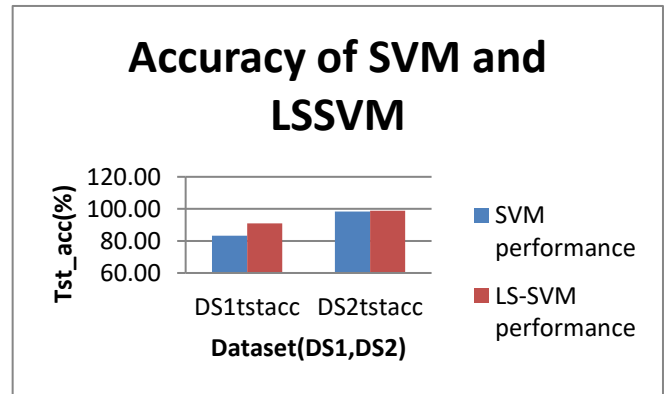 Accuracy of SVM and
LSSVM
Tst_acc(%)
120.00
100.00
80.00
60.00
DS1tstacc DS2tstacc
Dataset(DS1,DS2)
SVM
performance
LS-SVM
performance